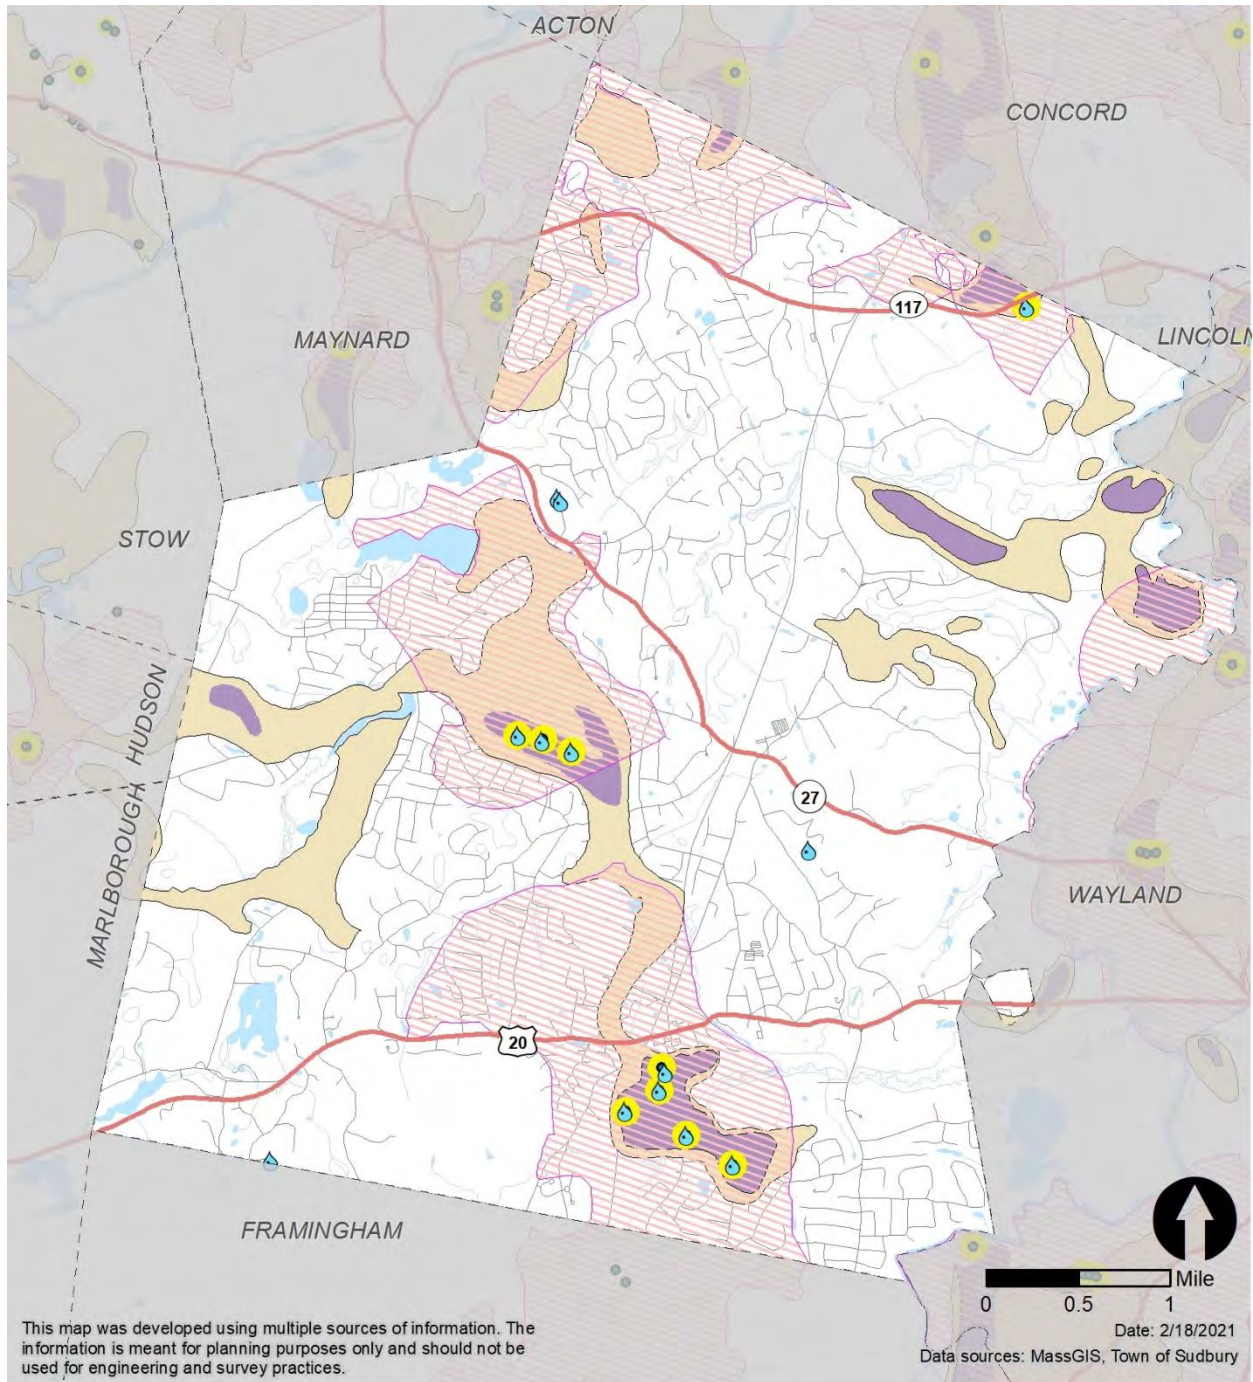 ACTON
CONCORD
117
LINCOLN
MAYNARD
STOW
HUDSON
MARLBOROUGH
27
WAYLAND
20
FRAMINGHAM
Mile
0 0.5 1
This map was developed using multiple sources of information. The
information is meant for planning purposes only and should not be
used for engineering and survey practices.
Date: 2/18/2021
Data sources: MassGIS, Town of Sudbury